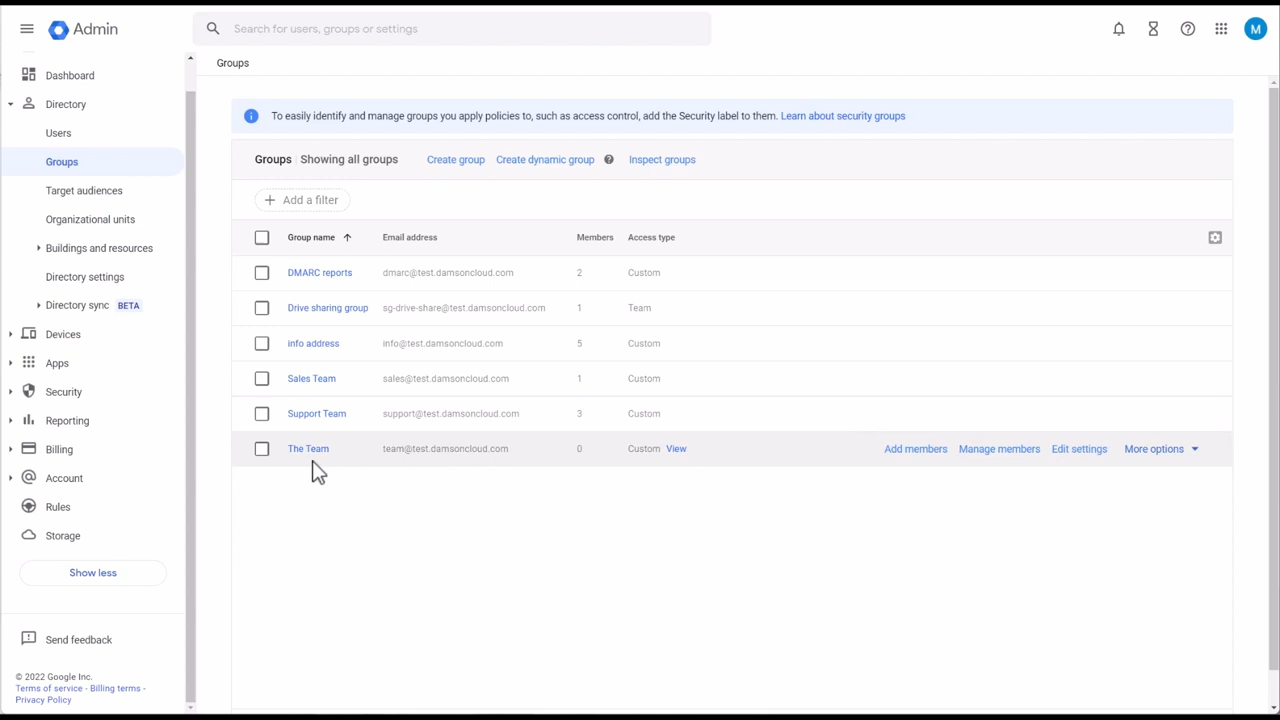 Admin
Search for users, groups or settings
M
Dashboard
Directory
Users
Groups
Target audiences
Organizational units
Buildings and resources
Directory settings
Directory sync BETA
Devices
Apps
Security
Reporting
Billing
Account
Rules
Storage
Show less
Send feedback
© 2022 Google Inc.
Terms of service - Billing terms -
Privacy Policy
Groups
To easily identify and manage groups you apply policies to, such as access control, add the Security label to them. Learn about security groups
Groups | Showing all groups Create group Create dynamic group Inspect groups
+ Add a filter
Group name Email address Members Access type
DMARC reports dmarc@test.damsoncloud.com 2 Custom
Drive sharing group sg-drive-share@test.damsoncloud.com 1 Team
info address info@test.damsoncloud.com 5 Custom
Sales Team sales@test.damsoncloud.com 1 Custom
Support Team support@test.damsoncloud.com 3 Custom
The Team team@test.damsoncloud.com 0 Custom View Add members Manage members Edit settings More options